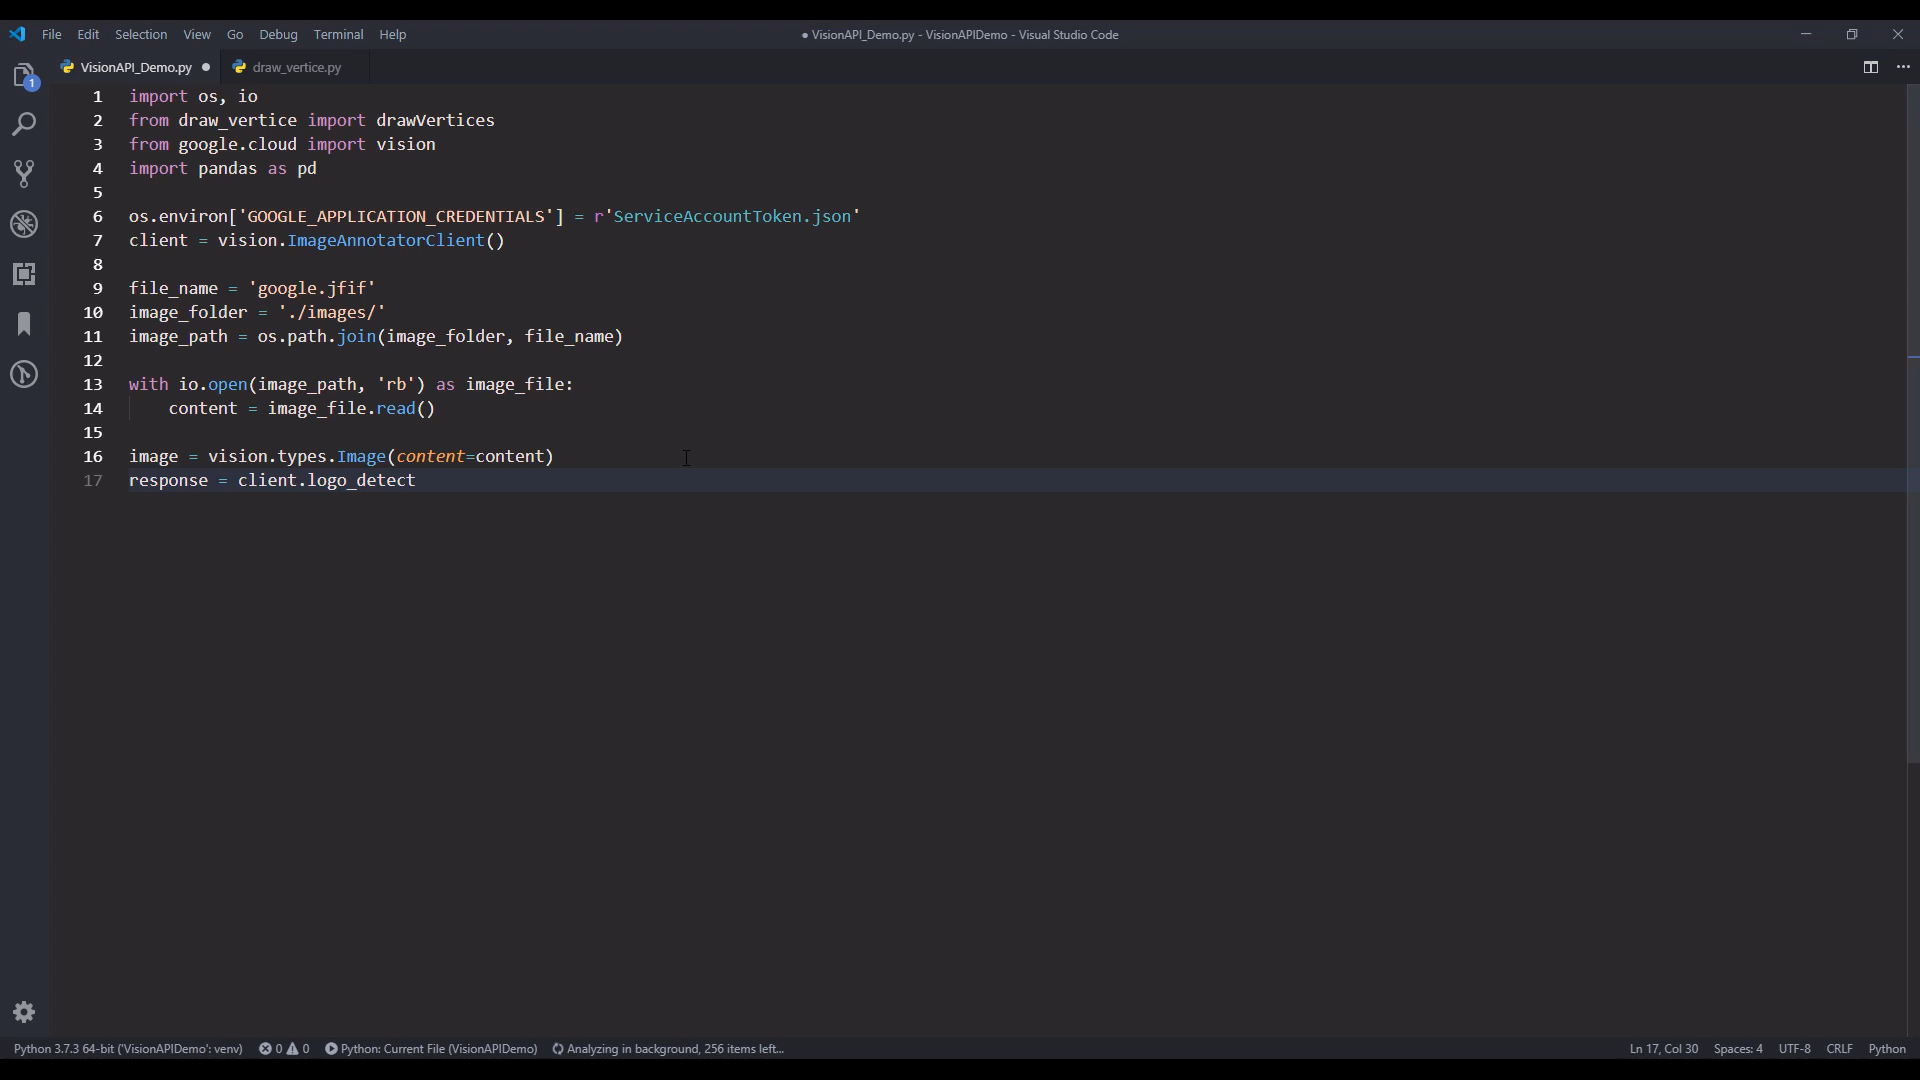 File Edit Selection View Go Debug Terminal Help
● VisionAPI_Demo.py - VisionAPIDemo - Visual Studio Code
VisionAPI_Demo.py ● draw_vertice.py
1
1 import os, io
2 from draw_vertice import drawVertices
3 from google.cloud import vision
4 import pandas as pd
5
6 os.environ['GOOGLE_APPLICATION_CREDENTIALS'] = r'ServiceAccountToken.json'
7 client = vision.ImageAnnotatorClient()
8
9 file_name = 'google.jfif'
10 image_folder = './images/'
11 image_path = os.path.join(image_folder, file_name)
12
13 with io.open(image_path, 'rb') as image_file:
14     content = image_file.read()
15
16 image = vision.types.Image(content=content)
17 response = client.logo_detect
Python 3.7.3 64-bit ('VisionAPIDemo': venv) 0 0 Python: Current File (VisionAPIDemo) Analyzing in background, 256 items left... Ln 17, Col 30 Spaces: 4 UTF-8 CRLF Python